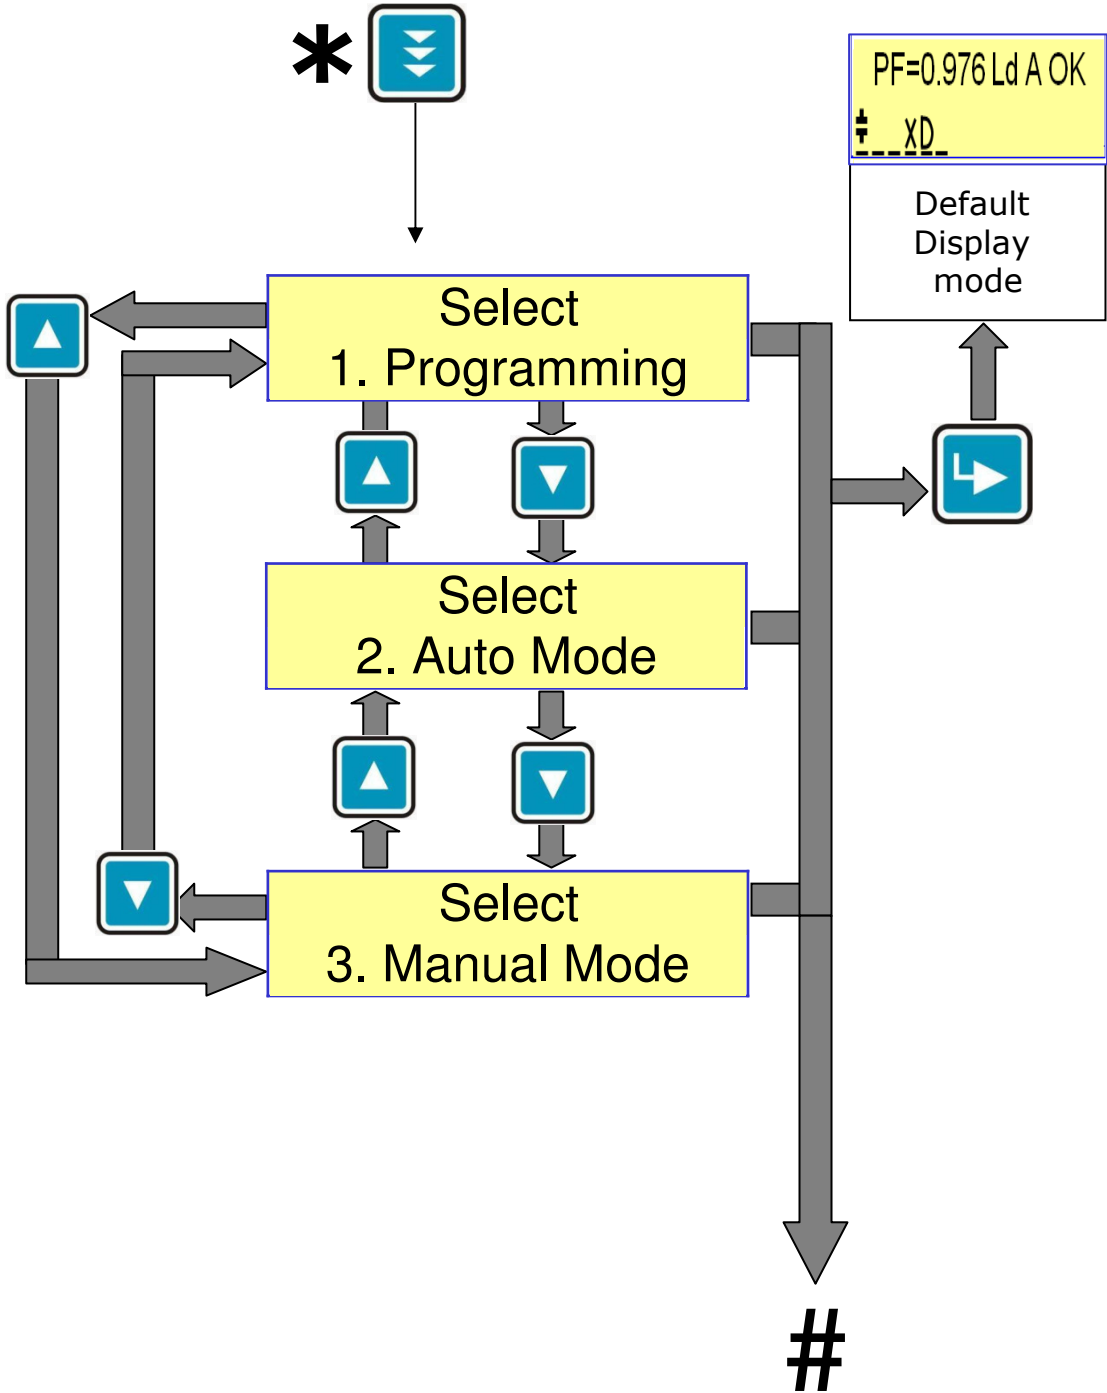 *
PF=0.976 Ld A OK
xD
Default
Display
mode
Select
1. Programming
Select
2. Auto Mode
Select
3. Manual Mode
#